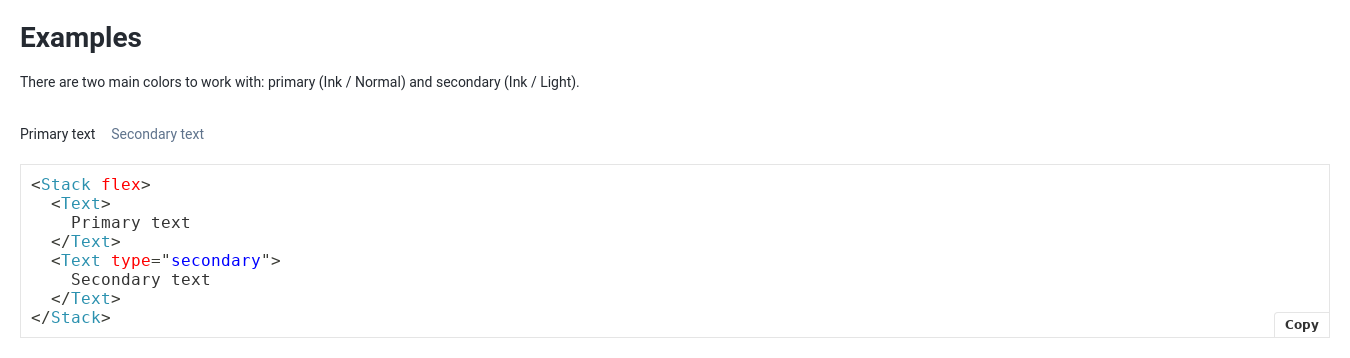 Examples
There are two main colors to work with: primary (Ink / Normal) and secondary (Ink / Light).
Primary text Secondary text
<Stack flex>
  <Text>
    Primary text
  </Text>
  <Text type="secondary">
    Secondary text
  </Text>
</Stack>
Copy